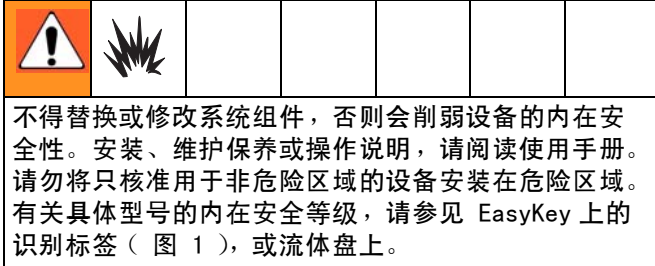 不得替换或修改系统组件，否则会削弱设备的内在安
全性。安装、维护保养或操作说明，请阅读使用手册。
请勿将只核准用于非危险区域的设备安装在危险区域。
有关具体型号的内在安全等级，请参见 EasyKey 上的
识别标签（ 图 1 ），或流体盘上。